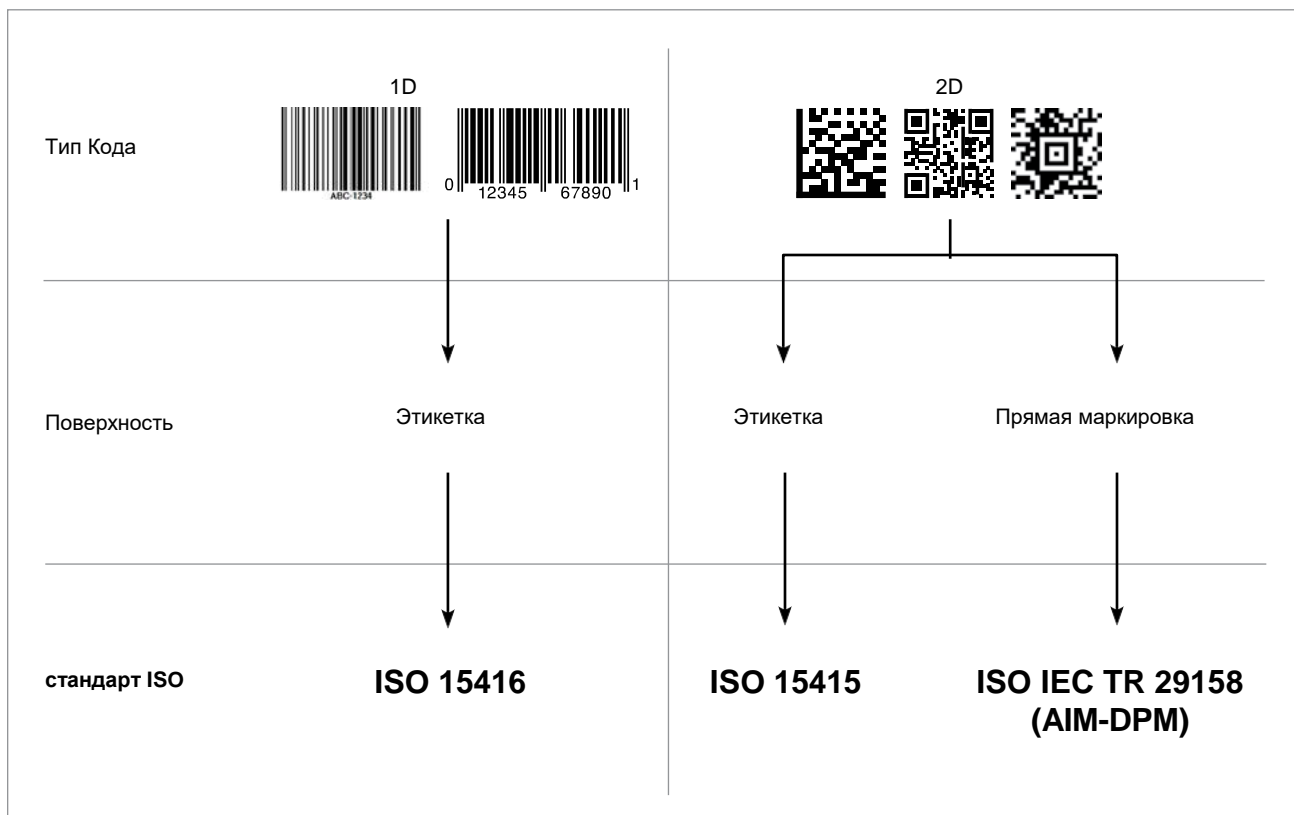 1D
2D
Тип Кода
ABC-1234
0 12345 67890 1
Поверхность
Этикетка
Этикетка
Прямая маркировка
стандарт ISO
ISO 15416
ISO 15415
ISO IEC TR 29158
(AIM-DPM)